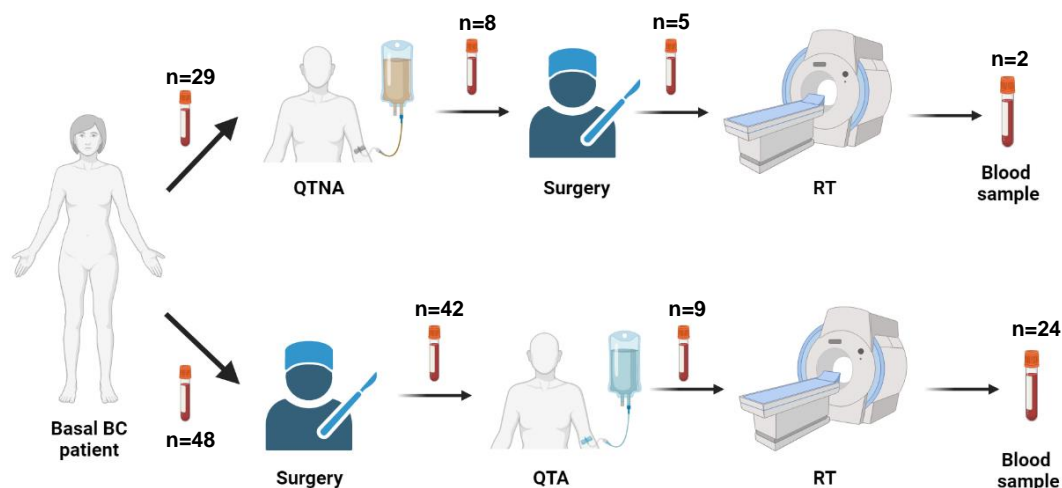 n=29
n=8
n=5
n=2
QTNA
Surgery
RT
Blood
sample
Basal BC
patient
n=48
n=42
n=9
n=24
Surgery
QTA
RT
Blood
sample